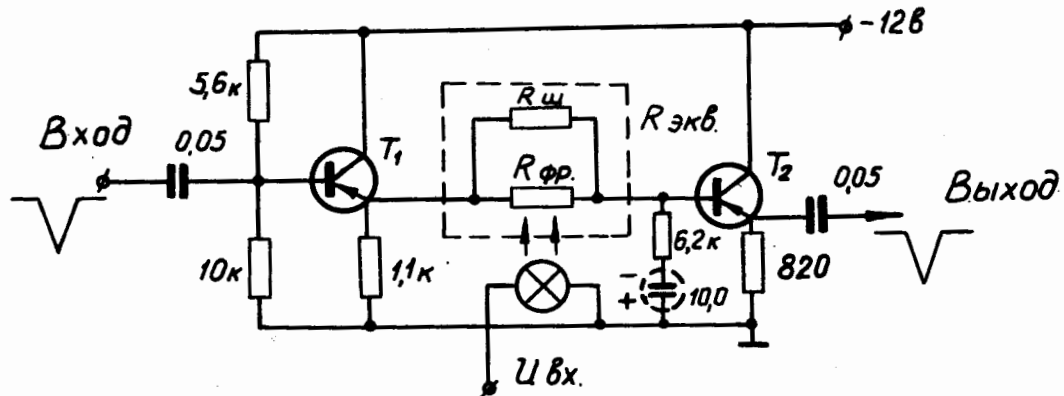 -12в
5,6к
Rш
Rэкв.
Вход
0,05
T1
Rфр.
T2
0,05
Выход
10к
1,1к
6,2к
820
-
+
10,0
Uвх.